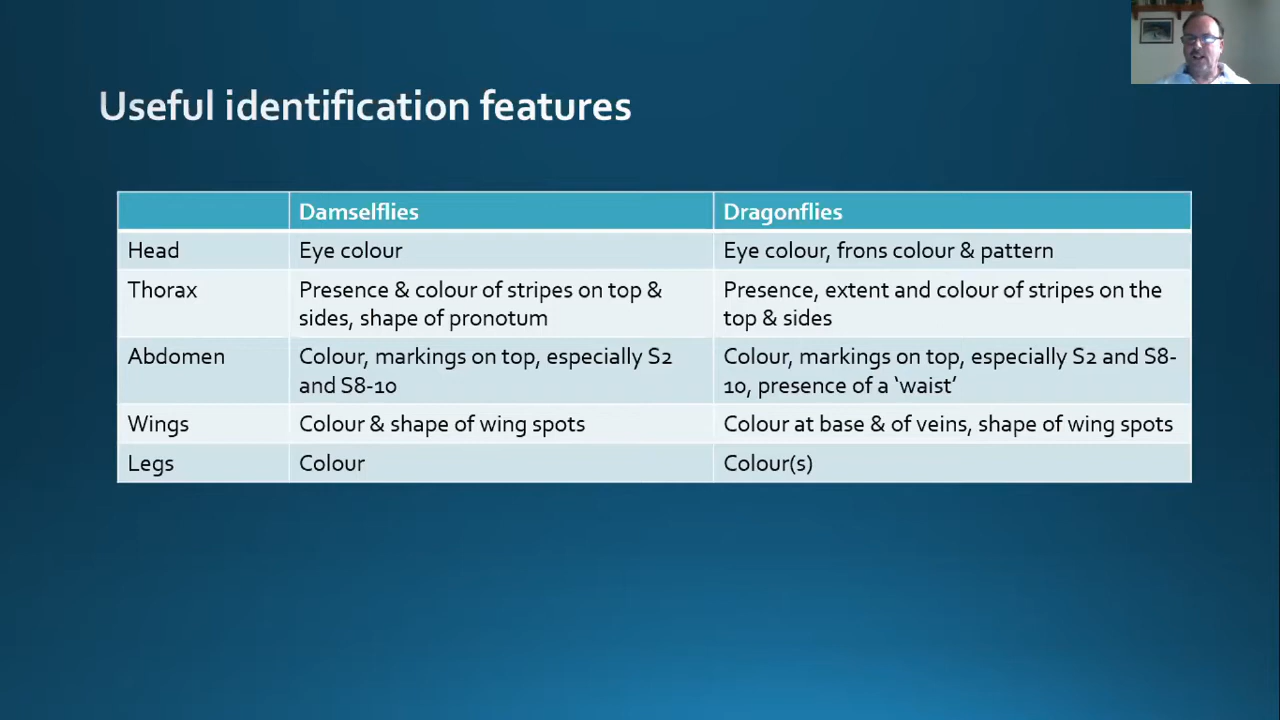 Useful identification features
Damselflies
Dragonflies
Head
Eye colour
Eye colour, frons colour & pattern
Thorax
Presence & colour of stripes on top &
sides, shape of pronotum
Presence, extent and colour of stripes on the
top & sides
Abdomen
Colour, markings on top, especially S2
and S8-10
Colour, markings on top, especially S2 and S8-
10, presence of a ‘waist’
Wings
Colour & shape of wing spots
Colour at base & of veins, shape of wing spots
Legs
Colour
Colour(s)